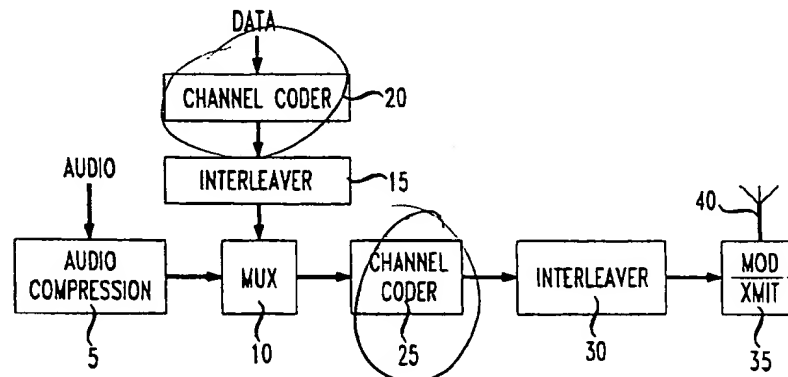 DATA
CHANNEL CODER
20
AUDIO
INTERLEAVER
15
40
AUDIO
COMPRESSION
MUX
CHANNEL
CODER
INTERLEAVER
MOD
XMIT
5
10
25
30
35